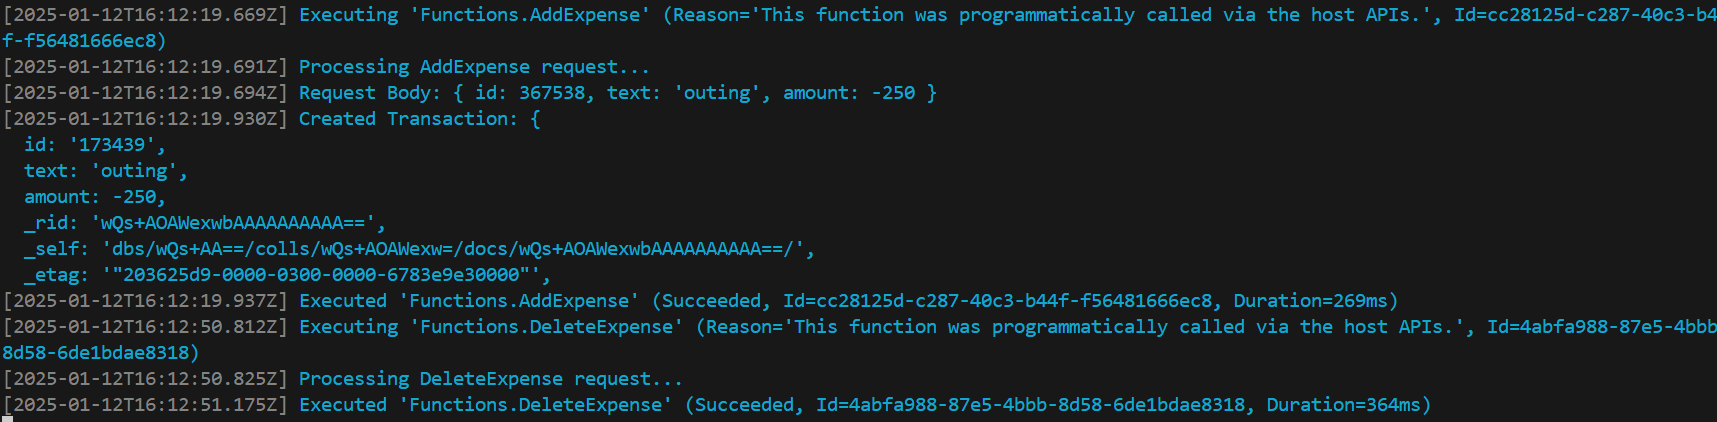 [2025-01-12T16:12:19.669Z] Executing 'Functions.AddExpense' (Reason='This function was programmatically called via the host APIs.', Id=cc28125d-c287-40c3-b4
f-f56481666ec8)
[2025-01-12T16:12:19.691Z] Processing AddExpense request...
[2025-01-12T16:12:19.694Z] Request Body: { id: 367538, text: 'outing', amount: -250 }
[2025-01-12T16:12:19.930Z] Created Transaction: {
  id: '173439',
  text: 'outing',
  amount: -250,
  _rid: 'wQs+AOAWexwbAAAAAAAAAA==',
  _self: 'dbs/wQs+AA==/colls/wQs+AOAWexw=/docs/wQs+AOAWexwbAAAAAAAAAA==/',
  _etag: '"203625d9-0000-0300-0000-6783e9e30000"',
[2025-01-12T16:12:19.937Z] Executed 'Functions.AddExpense' (Succeeded, Id=cc28125d-c287-40c3-b44f-f56481666ec8, Duration=269ms)
[2025-01-12T16:12:50.812Z] Executing 'Functions.DeleteExpense' (Reason='This function was programmatically called via the host APIs.', Id=4abfa988-87e5-4bbb
8d58-6de1bdae8318)
[2025-01-12T16:12:50.825Z] Processing DeleteExpense request...
[2025-01-12T16:12:51.175Z] Executed 'Functions.DeleteExpense' (Succeeded, Id=4abfa988-87e5-4bbb-8d58-6de1bdae8318, Duration=364ms)